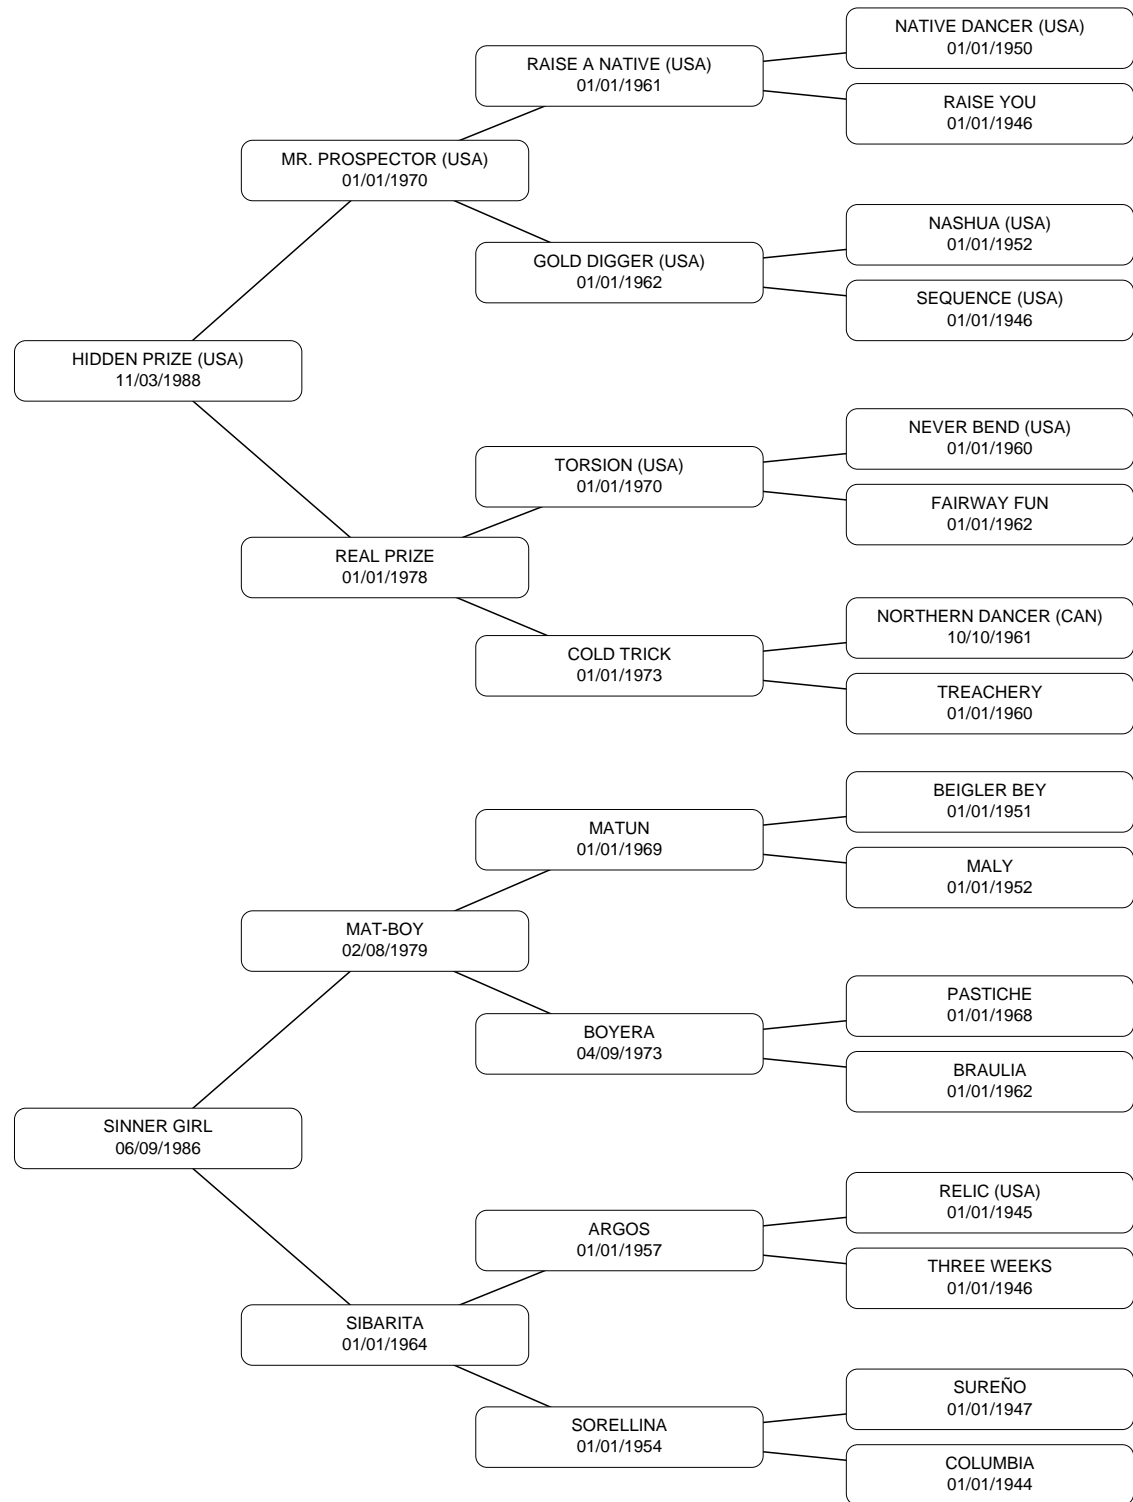 NATIVE DANCER (USA)
01/01/1950
RAISE A NATIVE (USA)
01/01/1961
RAISE YOU
01/01/1946
MR. PROSPECTOR (USA)
01/01/1970
NASHUA (USA)
01/01/1952
GOLD DIGGER (USA)
01/01/1962
SEQUENCE (USA)
01/01/1946
HIDDEN PRIZE (USA)
11/03/1988
NEVER BEND (USA)
01/01/1960
TORSION (USA)
01/01/1970
FAIRWAY FUN
01/01/1962
REAL PRIZE
01/01/1978
NORTHERN DANCER (CAN)
10/10/1961
COLD TRICK
01/01/1973
TREACHERY
01/01/1960
BEIGLER BEY
01/01/1951
MATUN
01/01/1969
MALY
01/01/1952
MAT-BOY
02/08/1979
PASTICHE
01/01/1968
BOYERA
04/09/1973
BRAULIA
01/01/1962
SINNER GIRL
06/09/1986
RELIC (USA)
01/01/1945
ARGOS
01/01/1957
THREE WEEKS
01/01/1946
SIBARITA
01/01/1964
SUREÑO
01/01/1947
SORELLINA
01/01/1954
COLUMBIA
01/01/1944